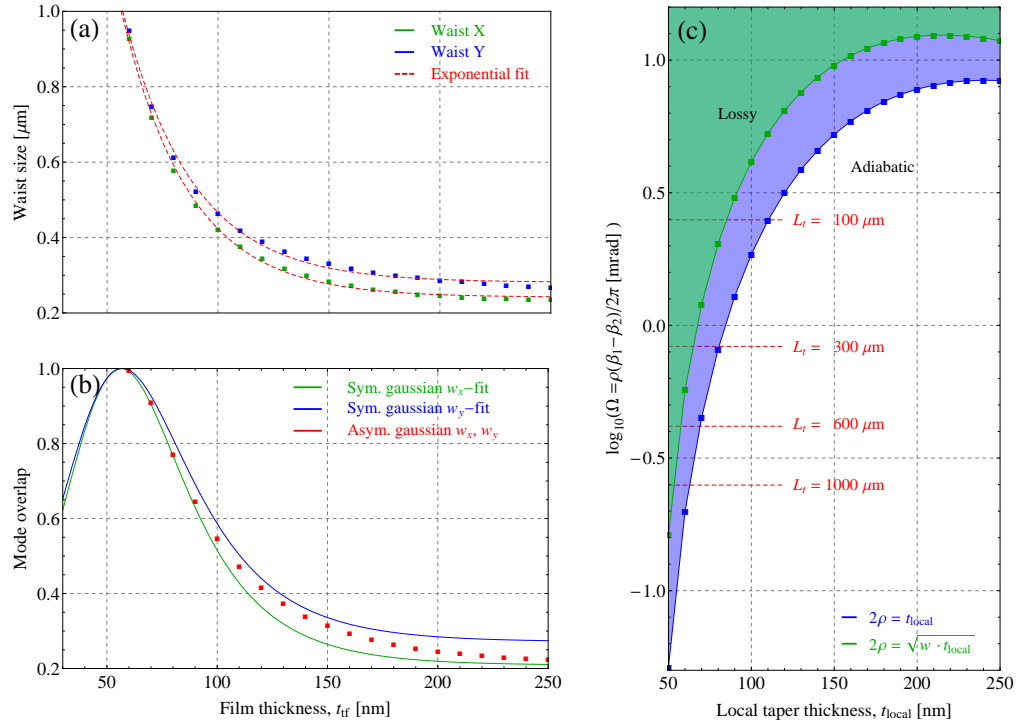 (a)
Waist X
Waist Y
Exponential fit
1.0
0.8
0.6
0.4
0.2
Waist size [μm]
(b)
Sym. gaussian w_x−fit
Sym. gaussian w_y−fit
Asym. gaussian w_x, w_y
1.0
0.8
0.6
0.4
0.2
Mode overlap
50 100 150 200 250
Film thickness, t_tf [nm]
(c)
Lossy
Adiabatic
L_t = 100 μm
L_t = 300 μm
L_t = 600 μm
L_t = 1000 μm
2ρ = t_local
2ρ = √(w · t_local)
1.0
0.5
0.0
−0.5
−1.0
log₁₀(Ω = ρ(β₁−β₂)/2π [mrad])
50 100 150 200 250
Local taper thickness, t_local [nm]